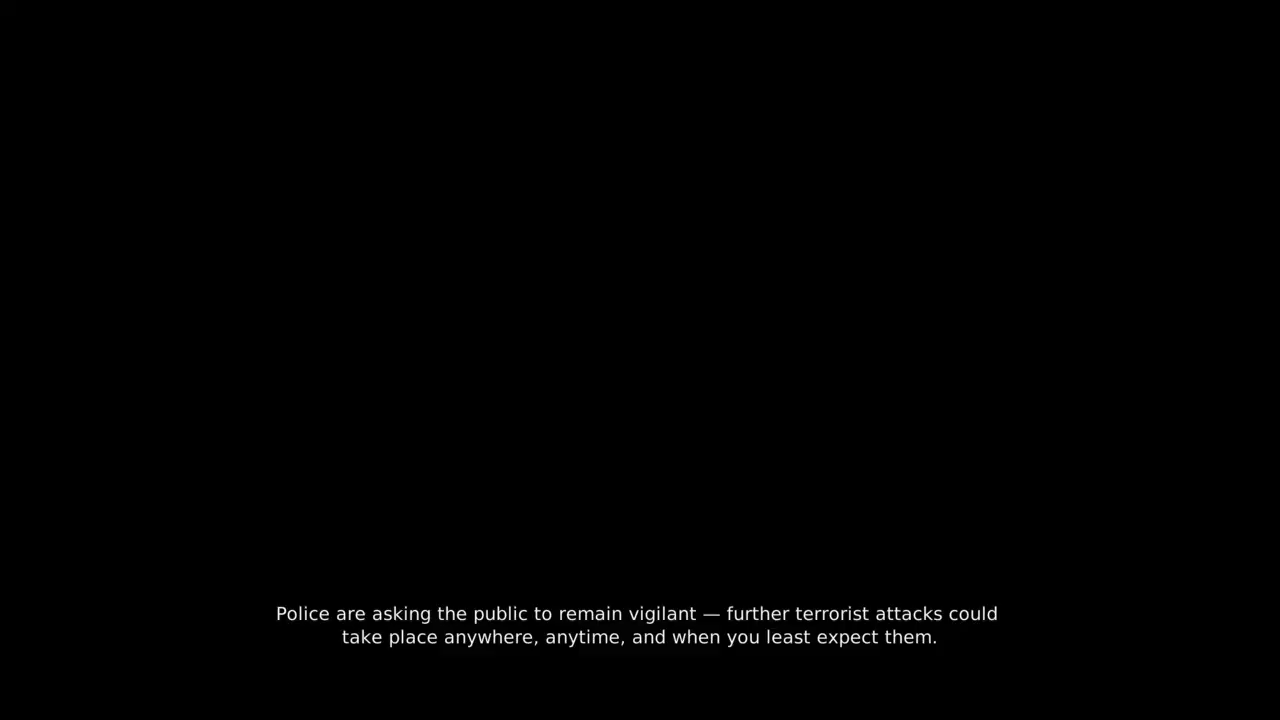 Police are asking the public to remain vigilant — further terrorist attacks could
take place anywhere, anytime, and when you least expect them.